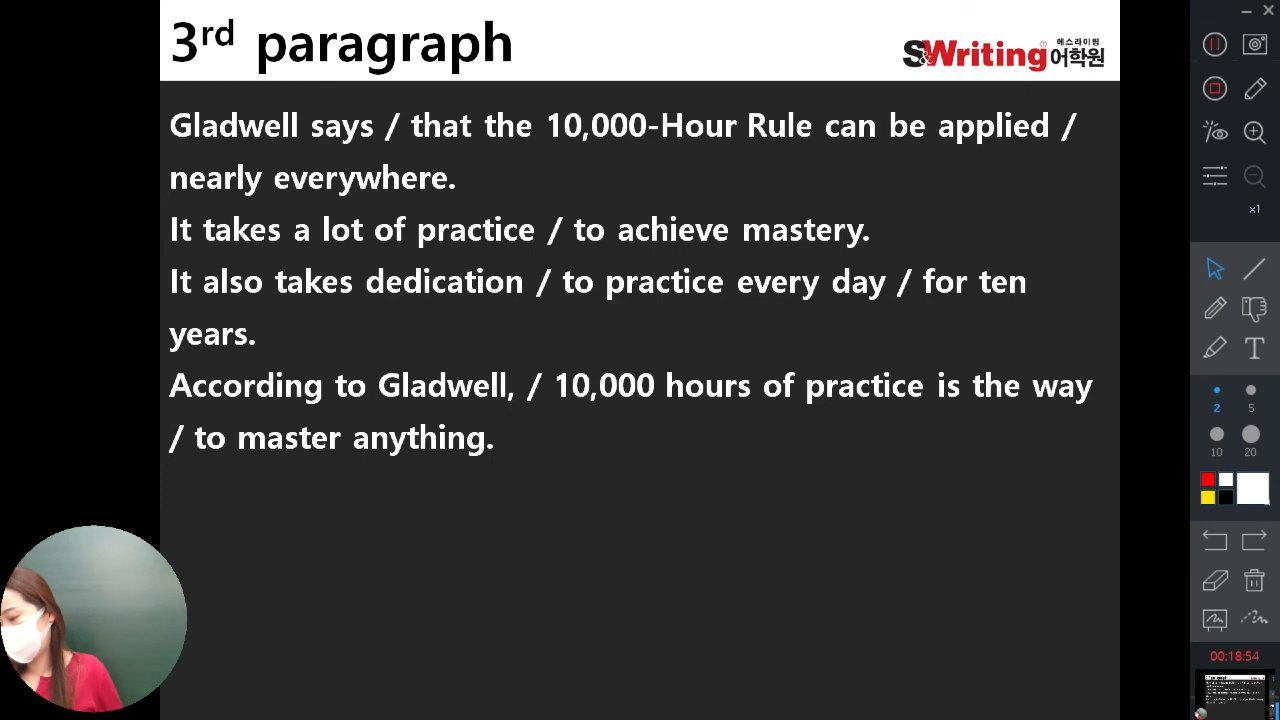 3rd paragraph
S&Writing 에스라이팅 어학원
Gladwell says / that the 10,000-Hour Rule can be applied /
nearly everywhere.
It takes a lot of practice / to achieve mastery.
It also takes dedication / to practice every day / for ten
years.
According to Gladwell, / 10,000 hours of practice is the way
/ to master anything.
x1
T
2
5
10
20
00:18:54